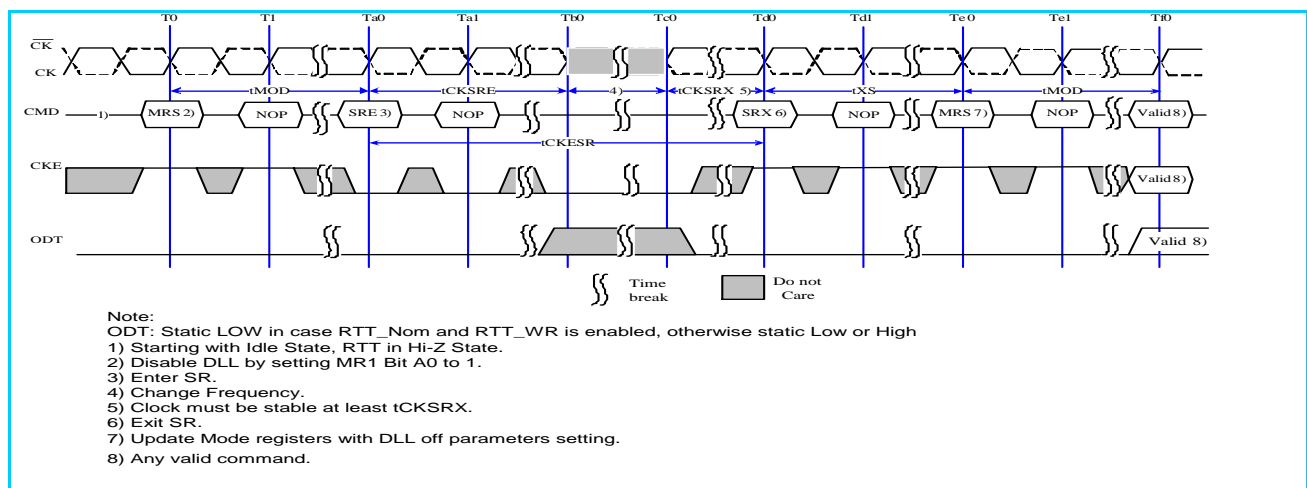 T0 T1 Ta0 Ta1 Tb0 Tc0 Td0 Td1 Te0 Te1 Tf0
CK
CK
tMOD tCKSRE 4) tCKSRX 5) tXS tMOD
CMD 1) MRS 2) NOP SRE 3) NOP SRX 6) NOP MRS 7) NOP Valid 8)
tCKESR
CKE Valid 8)
ODT Valid 8)
Time break
Do not Care
Note:
ODT: Static LOW in case RTT_Nom and RTT_WR is enabled, otherwise static Low or High
1) Starting with Idle State, RTT in Hi-Z State.
2) Disable DLL by setting MR1 Bit A0 to 1.
3) Enter SR.
4) Change Frequency.
5) Clock must be stable at least tCKSRX.
6) Exit SR.
7) Update Mode registers with DLL off parameters setting.
8) Any valid command.